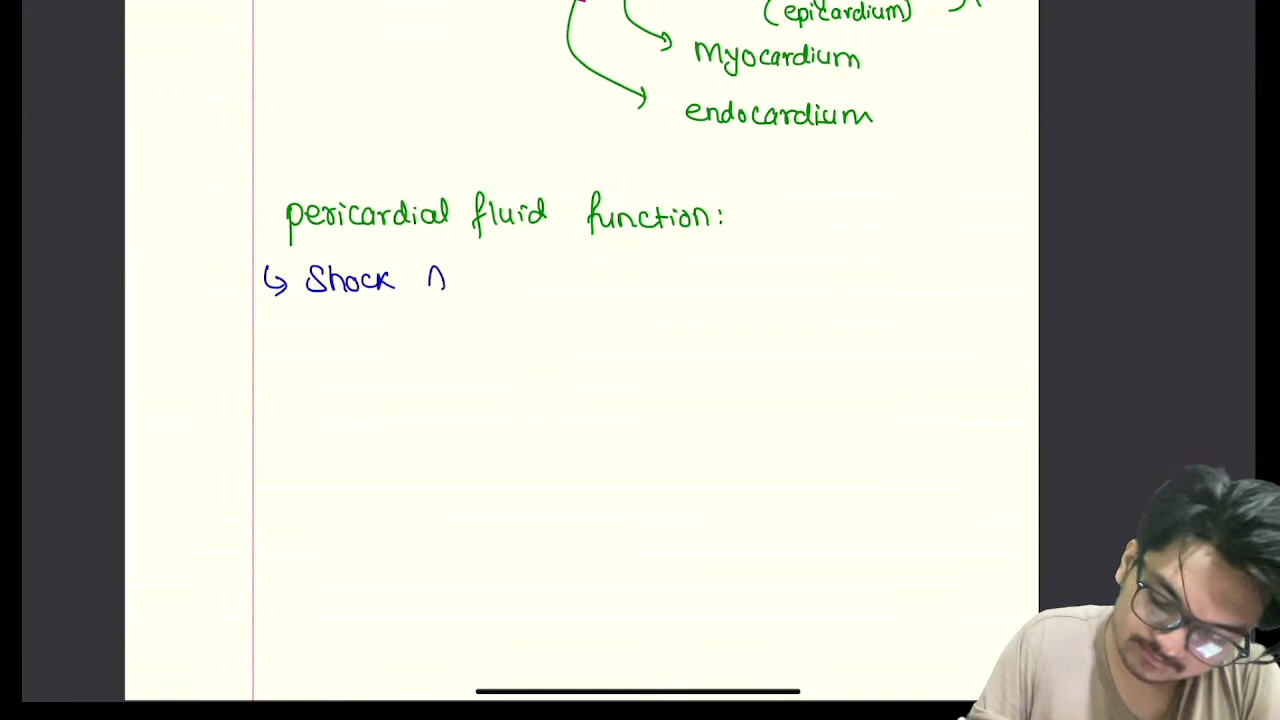 (epicardium)
Myocardium
endocardium
pericardial fluid function:
↳ Shock